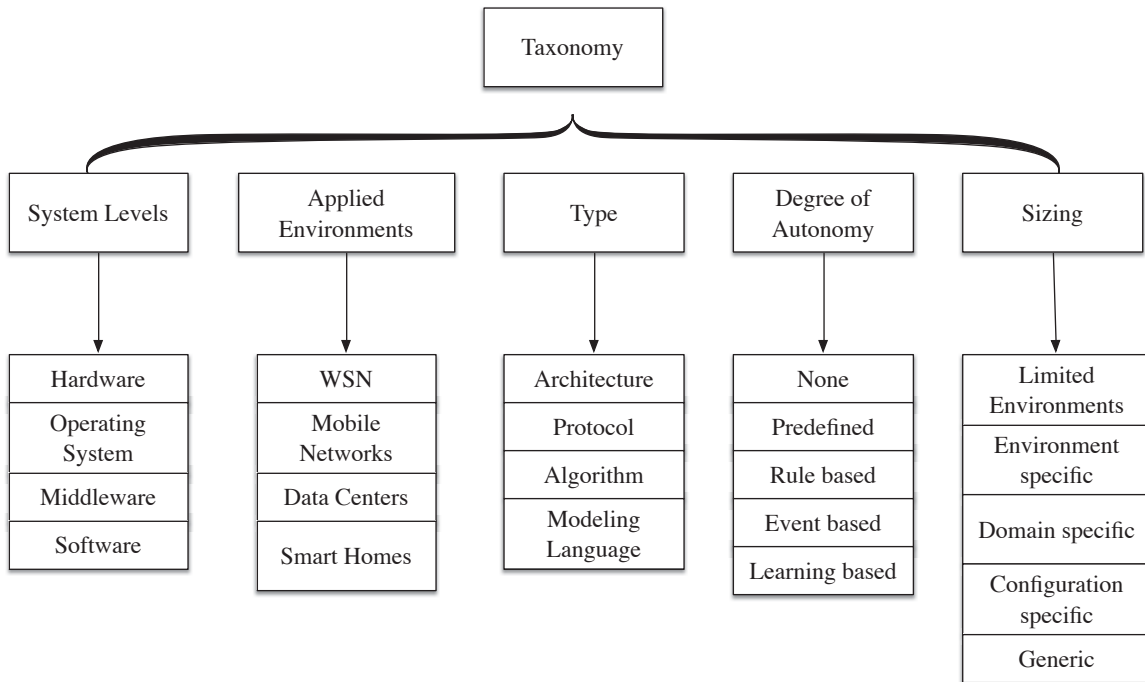 Taxonomy
System Levels
Applied
Environments
Type
Degree of
Autonomy
Sizing
Hardware
Operating
System
Middleware
Software
WSN
Mobile
Networks
Data Centers
Smart Homes
Architecture
Protocol
Algorithm
Modeling
Language
None
Predefined
Rule based
Event based
Learning based
Limited
Environments
Environment
specific
Domain specific
Configuration
specific
Generic